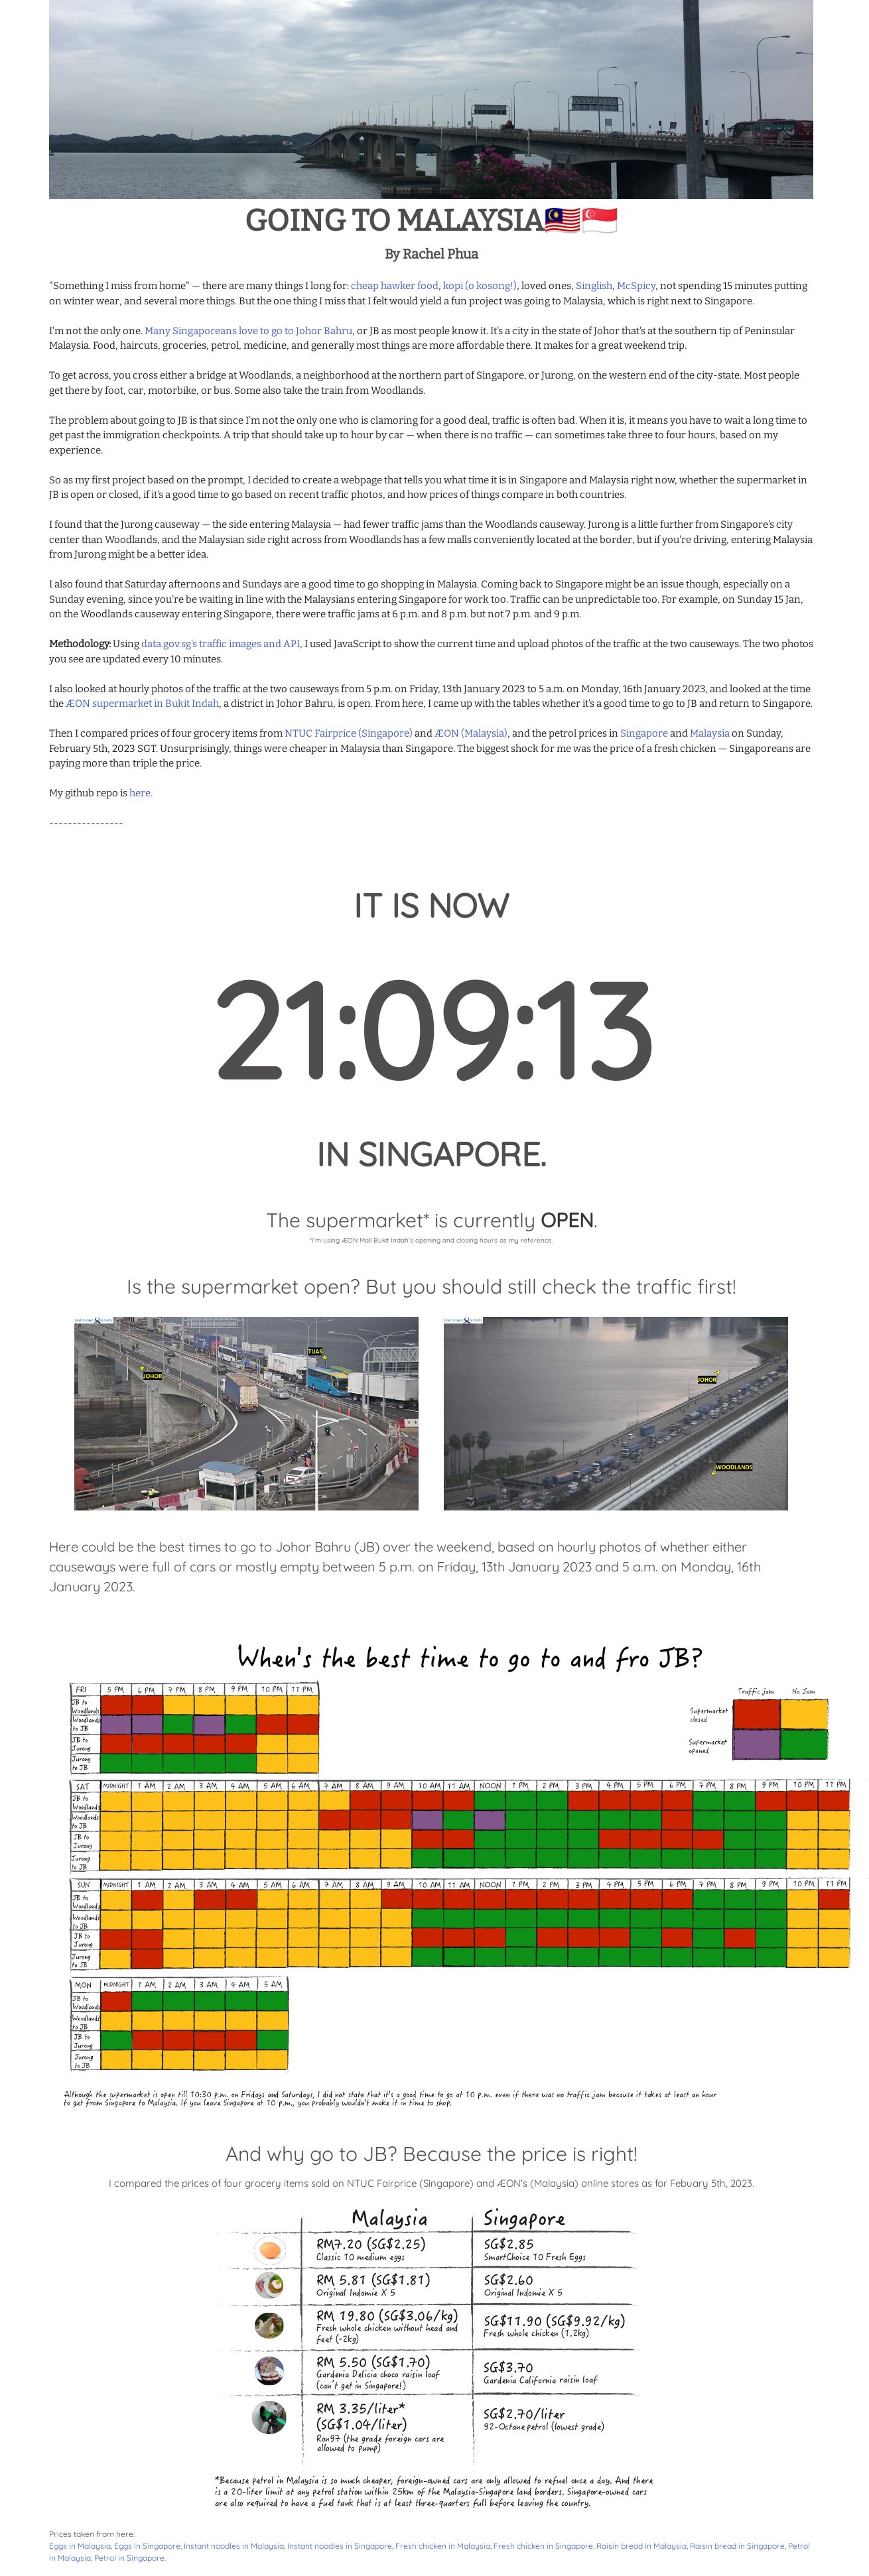 GOING TO MALAYSIA🇲🇾🇸🇬
By Rachel Phua
"Something I miss from home" — there are many things I long for: cheap hawker food, kopi (o kosong!), loved ones, Singlish, McSpicy, not spending 15 minutes putting
on winter wear, and several more things. But the one thing I miss that I felt would yield a fun project was going to Malaysia, which is right next to Singapore.
I'm not the only one. Many Singaporeans love to go to Johor Bahru, or JB as most people know it. It's a city in the state of Johor that's at the southern tip of Peninsular
Malaysia. Food, haircuts, groceries, petrol, medicine, and generally most things are more affordable there. It makes for a great weekend trip.
To get across, you cross either a bridge at Woodlands, a neighborhood at the northern part of Singapore, or Jurong, on the western end of the city-state. Most people
get there by foot, car, motorbike, or bus. Some also take the train from Woodlands.
The problem about going to JB is that since I'm not the only one who is clamoring for a good deal, traffic is often bad. When it is, it means you have to wait a long time to
get past the immigration checkpoints. A trip that should take up to hour by car — when there is no traffic — can sometimes take three to four hours, based on my
experience.
So as my first project based on the prompt, I decided to create a webpage that tells you what time it is in Singapore and Malaysia right now, whether the supermarket in
JB is open or closed, if it's a good time to go based on recent traffic photos, and how prices of things compare in both countries.
I found that the Jurong causeway — the side entering Malaysia — had fewer traffic jams than the Woodlands causeway. Jurong is a little further from Singapore's city
center than Woodlands, and the Malaysian side right across from Woodlands has a few malls conveniently located at the border, but if you're driving, entering Malaysia
from Jurong might be a better idea.
I also found that Saturday afternoons and Sundays are a good time to go shopping in Malaysia. Coming back to Singapore might be an issue though, especially on a
Sunday evening, since you're be waiting in line with the Malaysians entering Singapore for work too. Traffic can be unpredictable too. For example, on Sunday 15 Jan,
on the Woodlands causeway entering Singapore, there were traffic jams at 6 p.m. and 8 p.m. but not 7 p.m. and 9 p.m.
Methodology: Using data.gov.sg's traffic images and API, I used JavaScript to show the current time and upload photos of the traffic at the two causeways. The two photos
you see are updated every 10 minutes.
I also looked at hourly photos of the traffic at the two causeways from 5 p.m. on Friday, 13th January 2023 to 5 a.m. on Monday, 16th January 2023, and looked at the time
the ÆON supermarket in Bukit Indah, a district in Johor Bahru, is open. From here, I came up with the tables whether it's a good time to go to JB and return to Singapore.
Then I compared prices of four grocery items from NTUC Fairprice (Singapore) and ÆON (Malaysia), and the petrol prices in Singapore and Malaysia on Sunday,
February 5th, 2023 SGT. Unsurprisingly, things were cheaper in Malaysia than Singapore. The biggest shock for me was the price of a fresh chicken — Singaporeans are
paying more than triple the price.
My github repo is here.
----------------
IT IS NOW
21:09:13
IN SINGAPORE.
The supermarket* is currently OPEN.
*I'm using ÆON Mall Bukit Indah's opening and closing hours as my reference.
Is the supermarket open? But you should still check the traffic first!
TUAS
JOHOR
JOHOR
WOODLANDS
Here could be the best times to go to Johor Bahru (JB) over the weekend, based on hourly photos of whether either
causeways were full of cars or mostly empty between 5 p.m. on Friday, 13th January 2023 and 5 a.m. on Monday, 16th
January 2023.
When's the best time to go to and fro JB?
Traffic jam No Jam
Supermarket
closed
Supermarket
opened
FRI 5 PM 6 PM 7 PM 8 PM 9 PM 10 PM 11 PM
JB to
Woodlands
Woodlands
to JB
JB to
Jurong
Jurong
to JB
SAT MIDNIGHT 1 AM 2 AM 3 AM 4 AM 5 AM 6 AM 7 AM 8 AM 9 AM 10 AM 11 AM NOON 1 PM 2 PM 3 PM 4 PM 5 PM 6 PM 7 PM 8 PM 9 PM 10 PM 11 PM
JB to
Woodlands
Woodlands
to JB
JB to
Jurong
Jurong
to JB
SUN MIDNIGHT 1 AM 2 AM 3 AM 4 AM 5 AM 6 AM 7 AM 8 AM 9 AM 10 AM 11 AM NOON 1 PM 2 PM 3 PM 4 PM 5 PM 6 PM 7 PM 8 PM 9 PM 10 PM 11 PM
JB to
Woodlands
Woodlands
to JB
JB to
Jurong
Jurong
to JB
MON MIDNIGHT 1 AM 2 AM 3 AM 4 AM 5 AM
JB to
Woodlands
Woodlands
to JB
JB to
Jurong
Jurong
to JB
Although the supermarket is open till 10:30 p.m. on Fridays and Saturdays, I did not state that it's a good time to go at 10 p.m. even if there was no traffic jam because it takes at least an hour
to get from Singapore to Malaysia. If you leave Singapore at 10 p.m., you probably wouldn't make it in time to shop.
And why go to JB? Because the price is right!
I compared the prices of four grocery items sold on NTUC Fairprice (Singapore) and ÆON's (Malaysia) online stores as for Febuary 5th, 2023.
Malaysia Singapore
RM7.20 (SG$2.25)
Classic 10 medium eggs
SG$2.85
SmartChoice 10 Fresh Eggs
RM 5.81 (SG$1.81)
Original Indomie X 5
SG$2.60
Original Indomie X 5
RM 19.80 (SG$3.06/kg)
Fresh whole chicken without head and
feet (~2kg)
SG$11.90 (SG$9.92/kg)
Fresh whole chicken (1.2kg)
RM 5.50 (SG$1.70)
Gardenia Delicia choco raisin loaf
(can't get in Singapore!)
SG$3.70
Gardenia California raisin loaf
RM 3.35/liter*
(SG$1.04/liter)
Ron97 (the grade foreign cars are
allowed to pump)
SG$2.70/liter
92-Octane petrol (lowest grade)
*Because petrol in Malaysia is so much cheaper, foreign-owned cars are only allowed to refuel once a day. And there
is a 20-liter limit at any petrol station within 25km of the Malaysia-Singapore land borders. Singapore-owned cars
are also required to have a fuel tank that is at least three-quarters full before leaving the country.
Prices taken from here:
Eggs in Malaysia, Eggs in Singapore, Instant noodles in Malaysia, Instant noodles in Singapore, Fresh chicken in Malaysia, Fresh chicken in Singapore, Raisin bread in Malaysia, Raisin bread in Singapore, Petrol
in Malaysia, Petrol in Singapore.